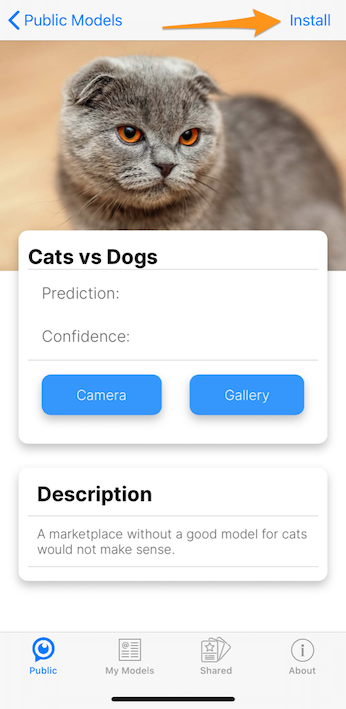 Public Models
Install
Cats vs Dogs
Prediction:
Confidence:
Camera
Gallery
Description
A marketplace without a good model for cats
would not make sense.
Public
My Models
Shared
About